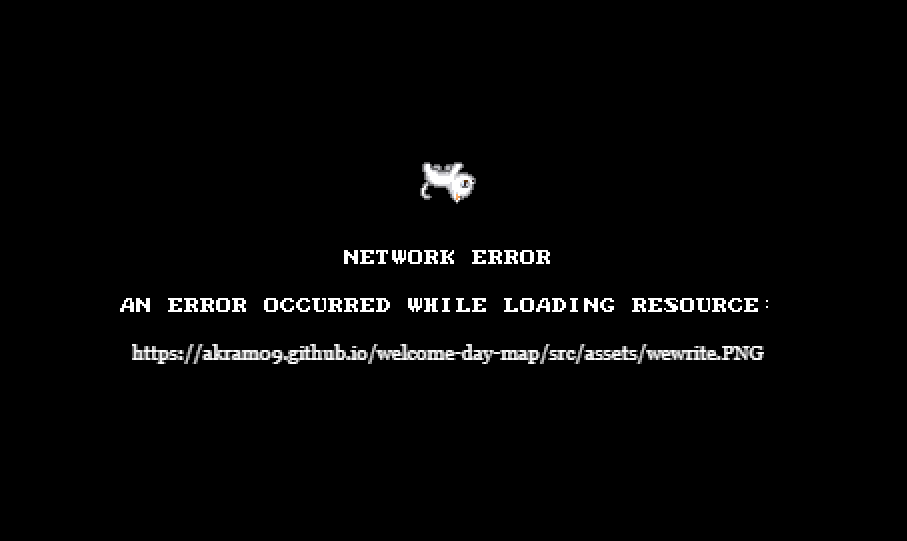 NETWORK ERROR
AN ERROR OCCURRED WHILE LOADING RESOURCE:
https://akram09.github.io/welcome-day-map/src/assets/wewrite.PNG